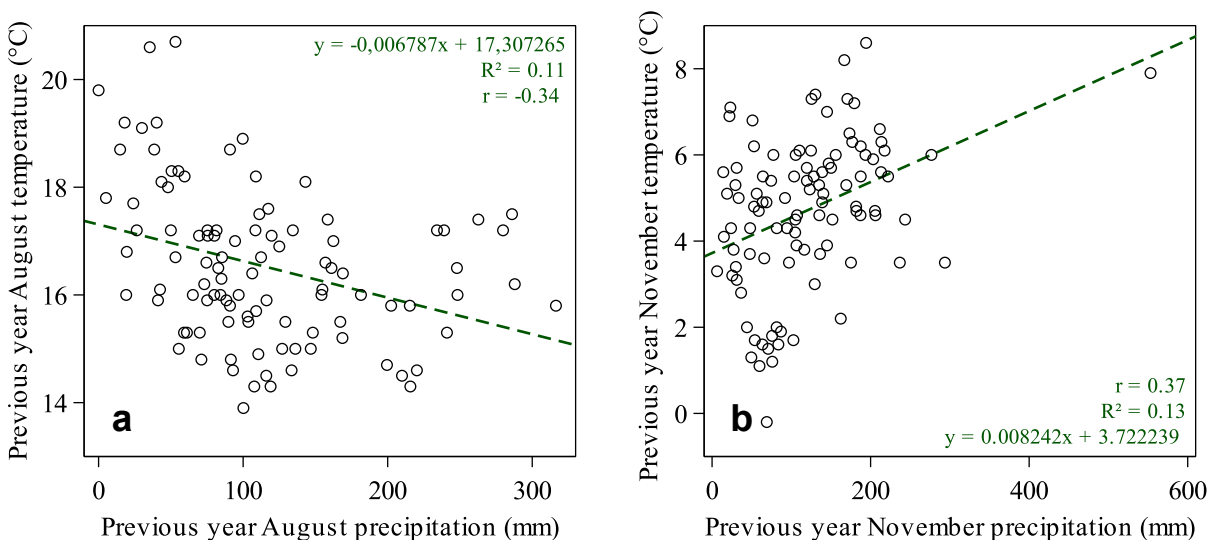 Previous year August temperature (°C)
20
18
16
14
y = -0,006787x + 17,307265
R² = 0.11
r = -0.34
a
0 100 200 300
Previous year August precipitation (mm)
Previous year November temperature (°C)
8
6
4
2
0
r = 0.37
R² = 0.13
y = 0.008242x + 3.722239
b
0 200 400 600
Previous year November precipitation (mm)